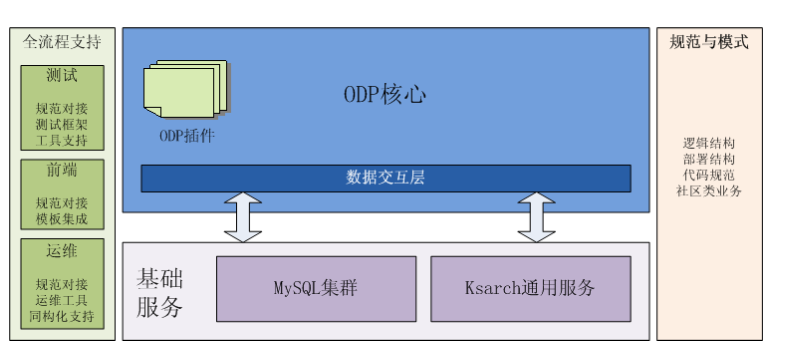 全流程支持
测试
规范对接
测试框架
工具支持
前端
规范对接
模板集成
运维
规范对接
运维工具
同构化支持
ODP核心
ODP插件
数据交互层
基础
服务
MySQL集群
Ksarch通用服务
规范与模式
逻辑结构
部署结构
代码规范
社区类业务